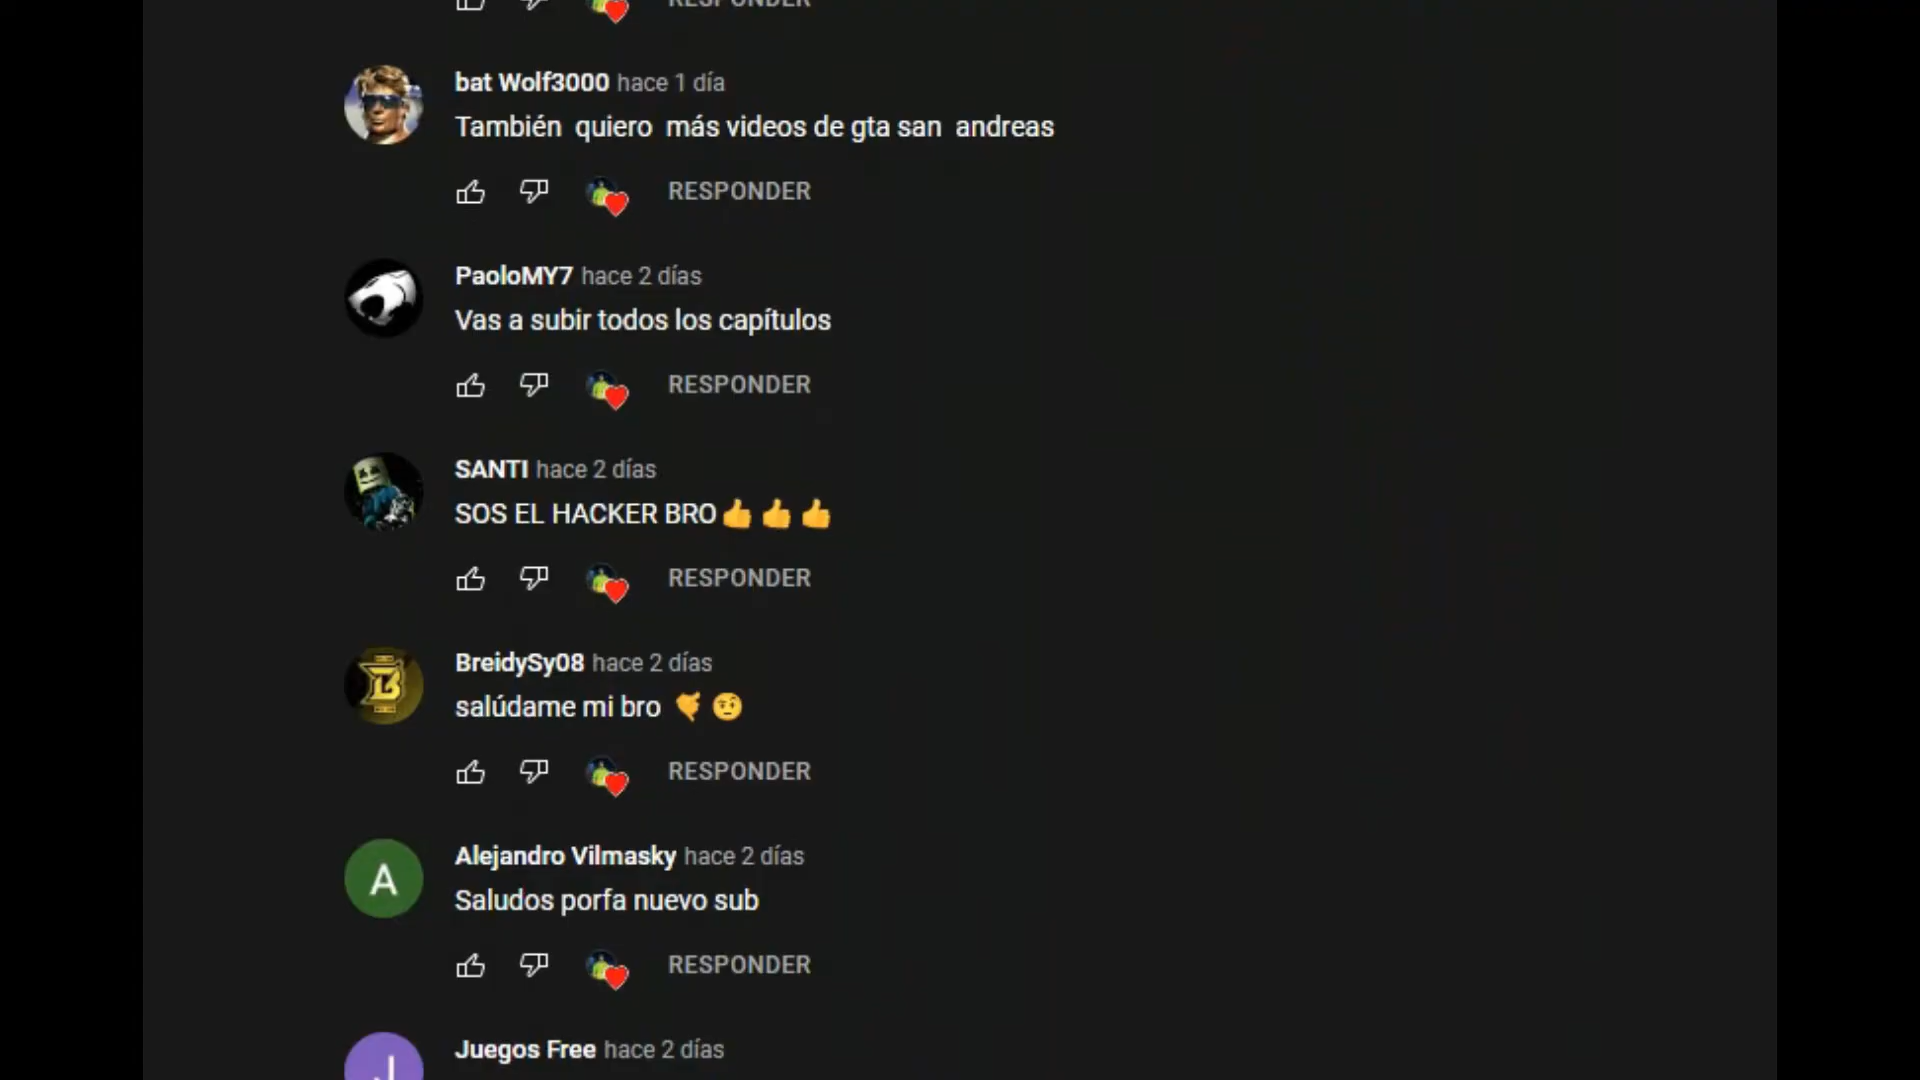 RESPONDER
bat Wolf3000 hace 1 día
También quiero más videos de gta san andreas
RESPONDER
PaoloMY7 hace 2 días
Vas a subir todos los capítulos
RESPONDER
SANTI hace 2 días
SOS EL HACKER BRO👍👍👍
RESPONDER
BreidySy08 hace 2 días
salúdame mi bro 🤨
RESPONDER
A
Alejandro Vilmasky hace 2 días
Saludos porfa nuevo sub
RESPONDER
J
Juegos Free hace 2 días